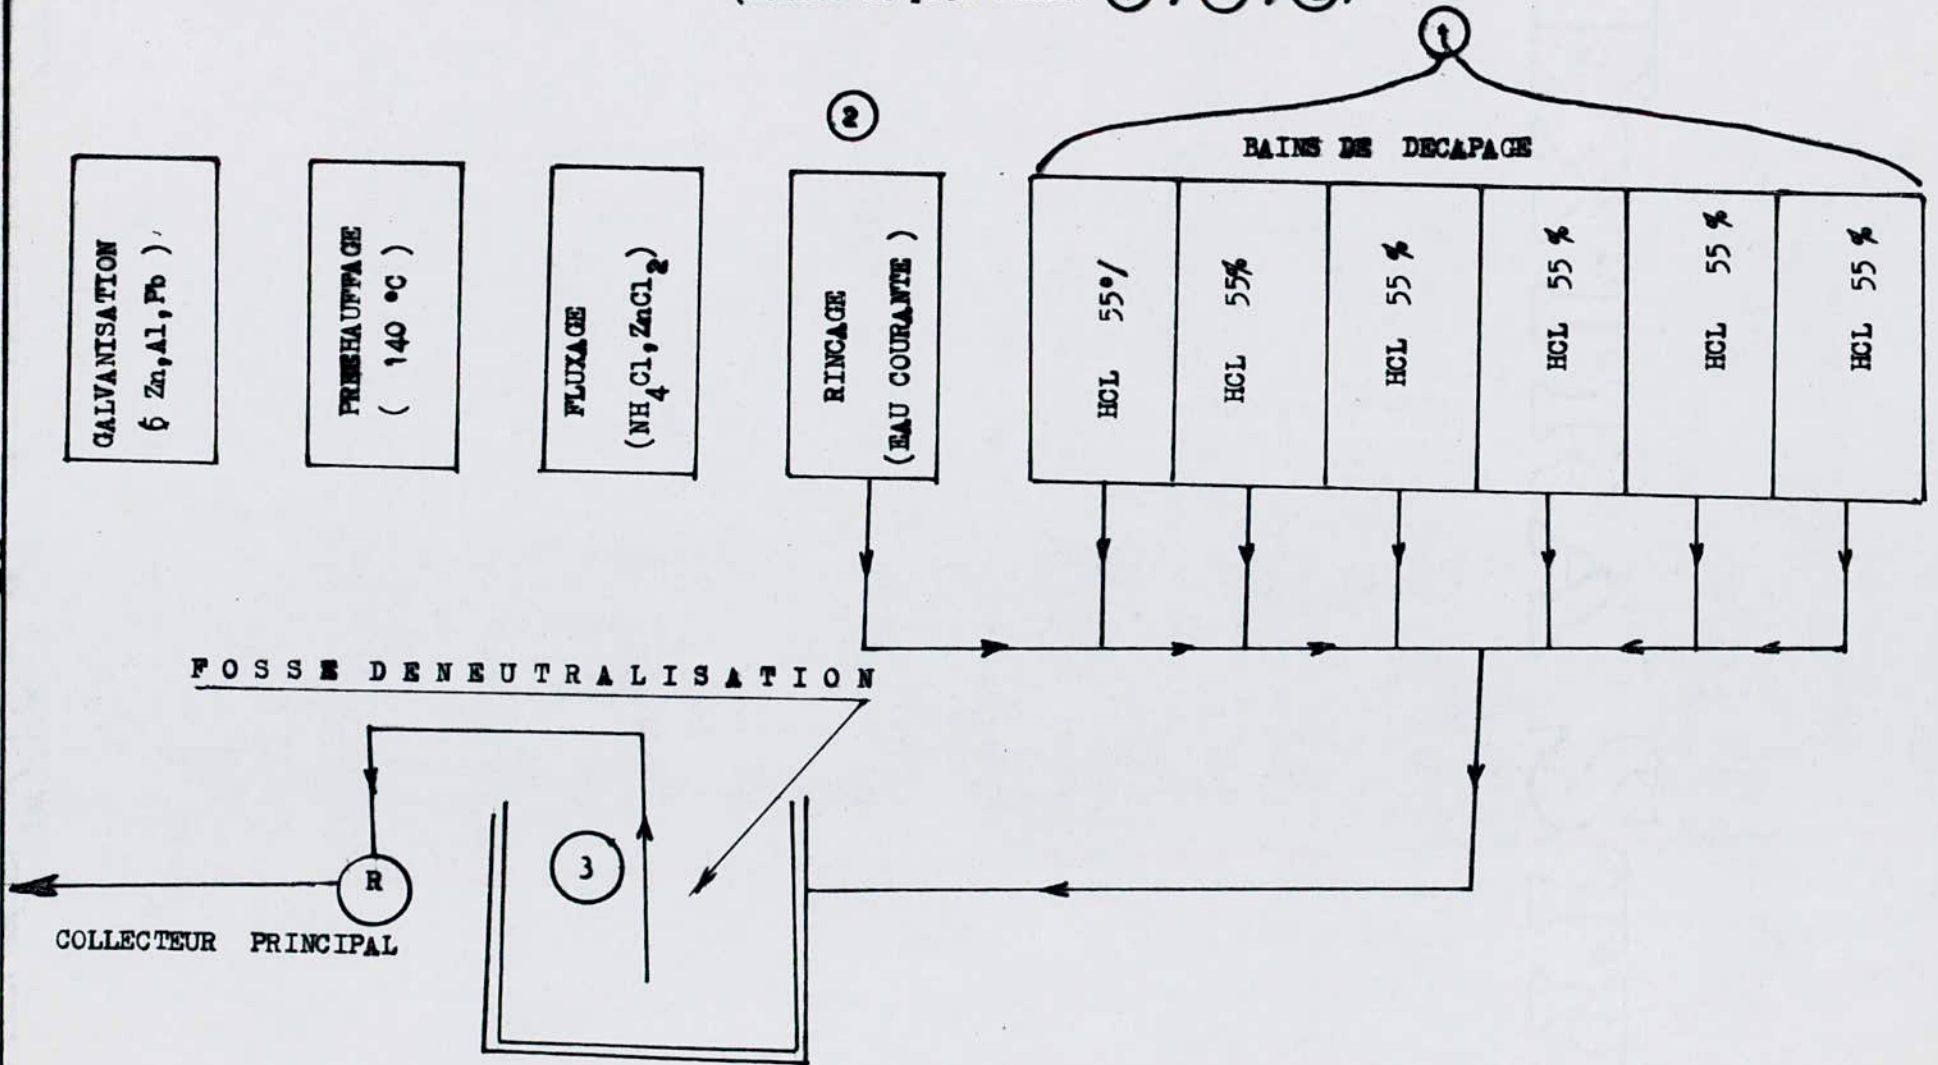 1
2
BAINS DE DECAPAGE
GALVANISATION
Zn,Al,Pb )
PRECHAUFFAGE
( 140 °C )
FLUXAGE
(NH4Cl,ZnCl2)
RINCAGE
(EAU COURANTE )
HCL 55°/
HCL 55%
HCL 55 %
HCL 55 %
HCL 55 %
HCL 55 %
FOSSE DENEUTRALISATION
3
R
COLLECTEUR PRINCIPAL